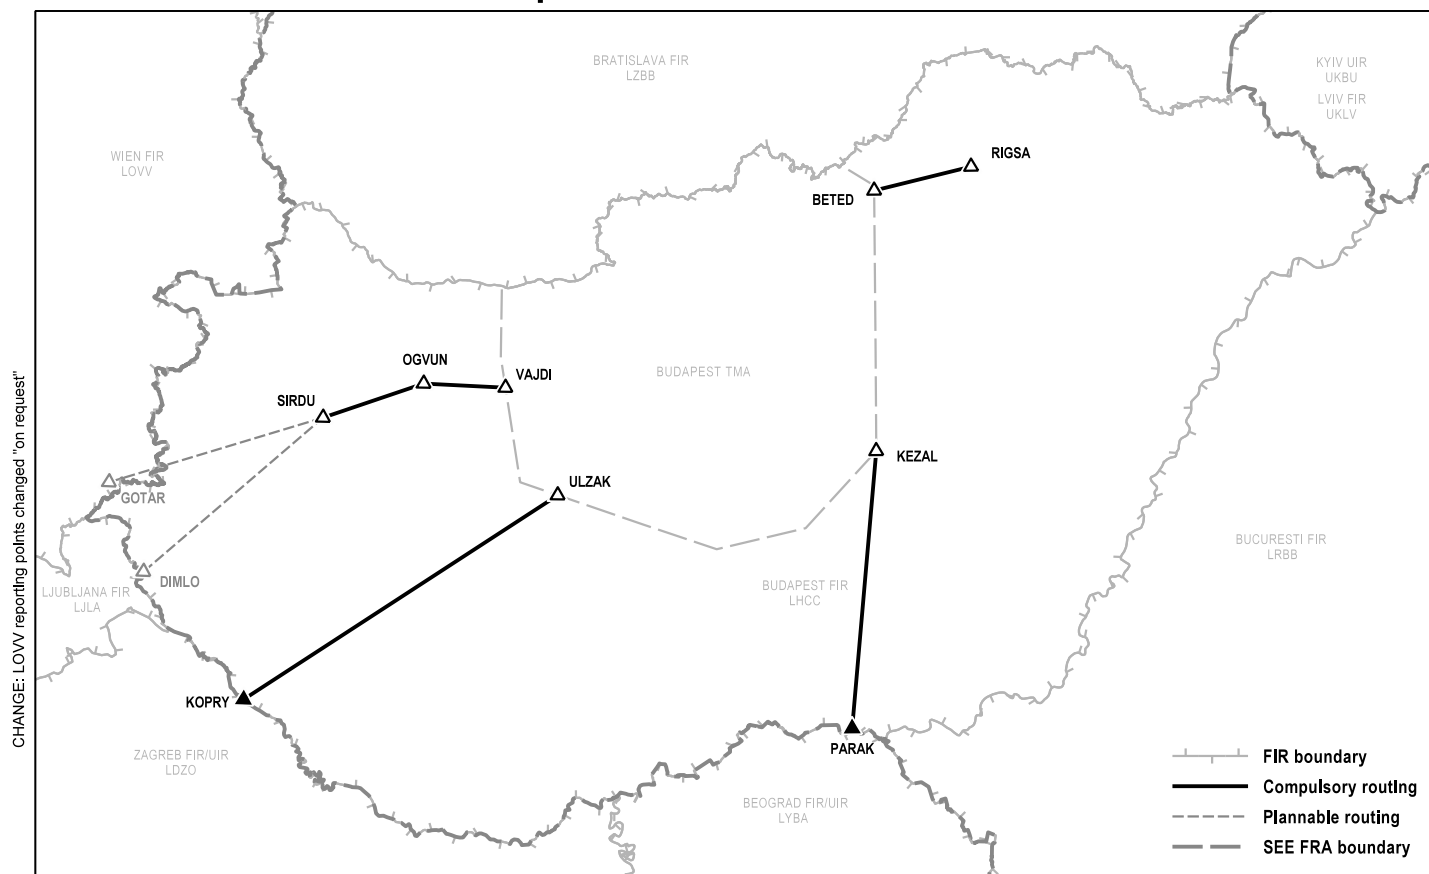 BRATISLAVA FIR
LZBB
KYIV UIR
UKBU
LVIV FIR
UKLV
WIEN FIR
LOVV
RIGSA
BETED
OGVUN
VAJDI
BUDAPEST TMA
SIRDU
KEZAL
ULZAK
GOTAR
BUCURESTI FIR
LRBB
DIMLO
LJUBLJANA FIR
LJLA
BUDAPEST FIR
LHCC
KOPRY
PARAK
ZAGREB FIR/UIR
LDZO
BEOGRAD FIR/UIR
LYBA
FIR boundary
Compulsory routing
Plannable routing
SEE FRA boundary
CHANGE: LOVV reporting points changed "on request"